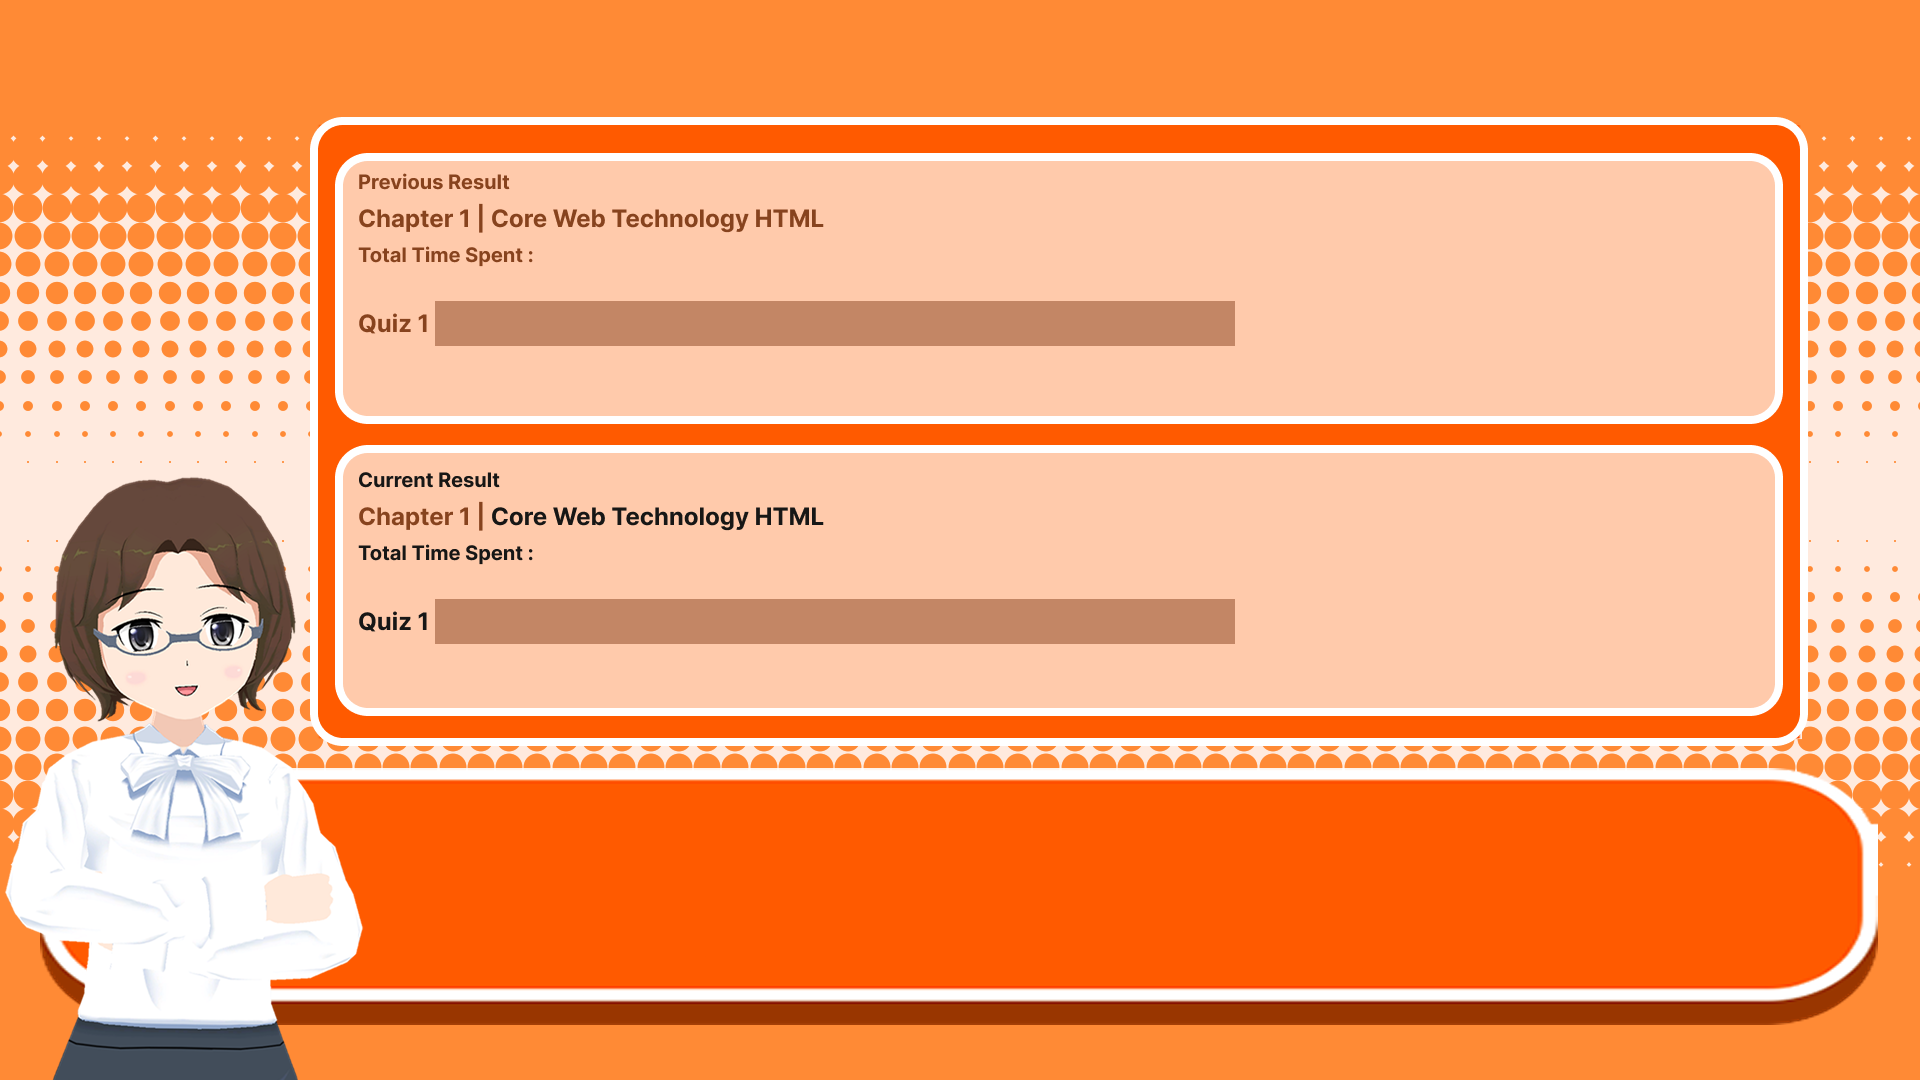 Previous Result
Chapter 1 | Core Web Technology HTML
Total Time Spent :
Quiz 1
Current Result
Chapter 1 | Core Web Technology HTML
Total Time Spent :
Quiz 1